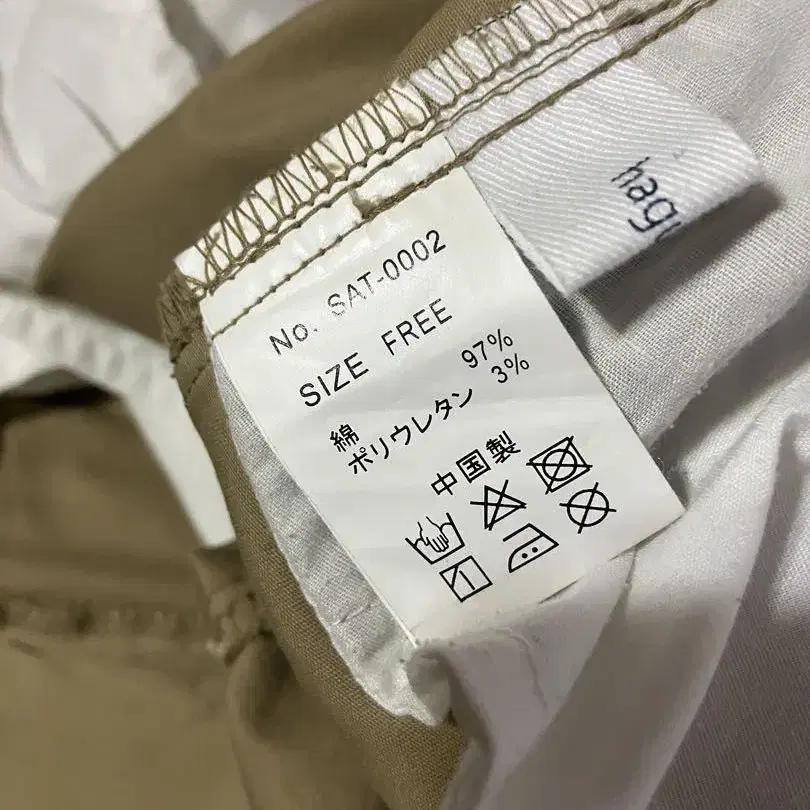 No. SAT-0002
SIZE FREE
綿 97%
ポリウレタン 3%
中国製